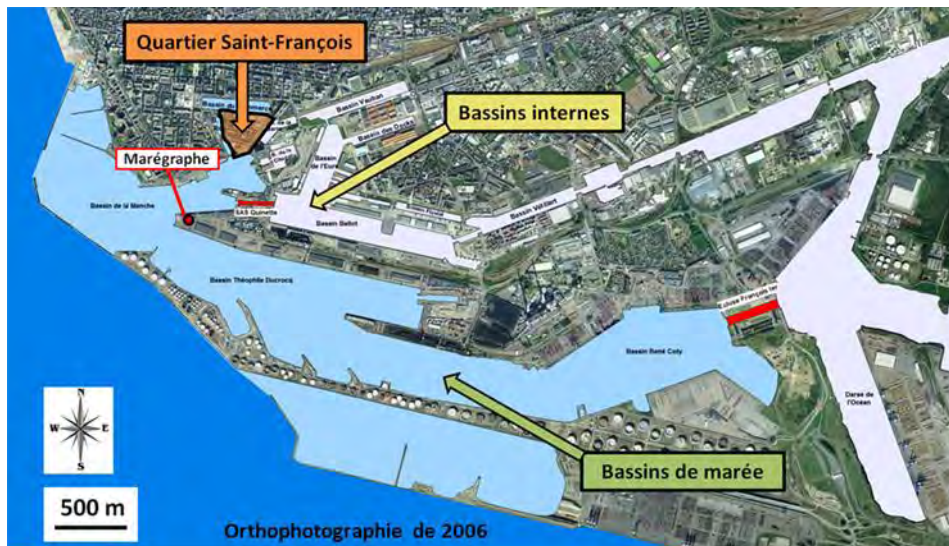 Quartier Saint-François
Bassin Vauban
Bassins internes
Bassin des Docks
Marégraphe
Bassin
de l'Eure
Bassin de la Manche
SAS Quinette
Bassin Bellot
Bassin Vétillart
Bassin Théophile Ducrocq
Ecluse François 1er
Bassin René Coty
Darse de
l'Océan
N
W
E
S
Bassins de marée
500 m
Orthophotographie de 2006